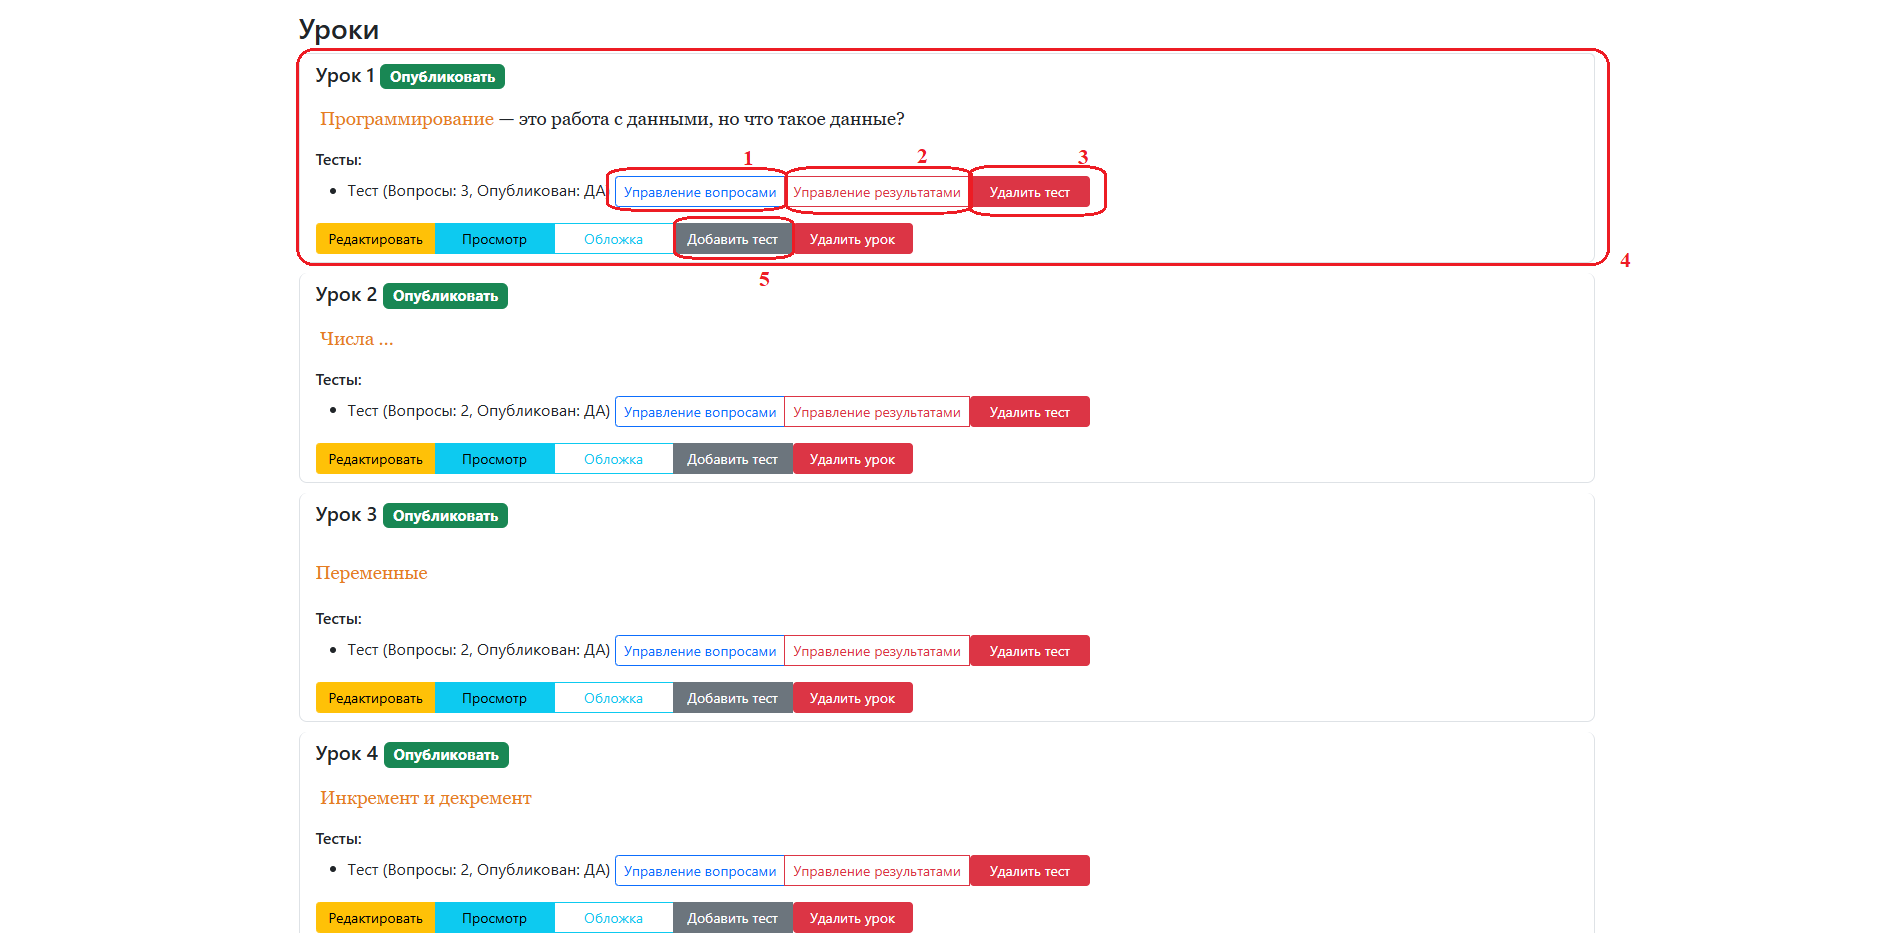 Уроки
Урок 1 Опубликовать
Программирование — это работа с данными, но что такое данные?
Тесты:
1 2 3
• Тест (Вопросы: 3, Опубликован: ДА Управление вопросами Управление результатами Удалить тест
Редактировать Просмотр Обложка Добавить тест Удалить урок
4
5
Урок 2 Опубликовать
Числа ...
Тесты:
• Тест (Вопросы: 2, Опубликован: ДА) Управление вопросами Управление результатами Удалить тест
Редактировать Просмотр Обложка Добавить тест Удалить урок
Урок 3 Опубликовать
Переменные
Тесты:
• Тест (Вопросы: 2, Опубликован: ДА) Управление вопросами Управление результатами Удалить тест
Редактировать Просмотр Обложка Добавить тест Удалить урок
Урок 4 Опубликовать
Инкремент и декремент
Тесты:
• Тест (Вопросы: 2, Опубликован: ДА) Управление вопросами Управление результатами Удалить тест
Редактировать Просмотр Обложка Добавить тест Удалить урок